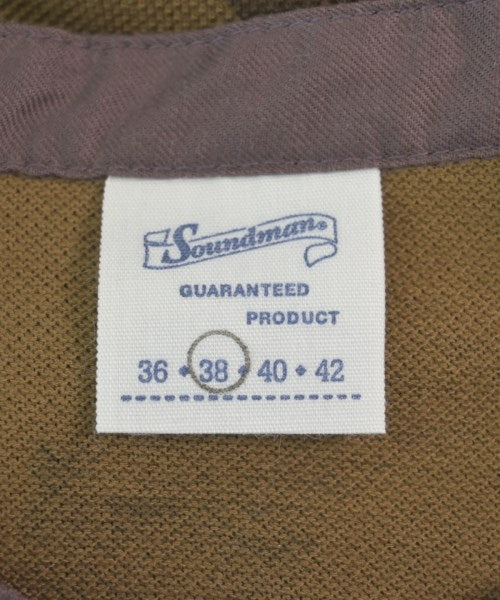 Soundman®
GUARANTEED
PRODUCT
36 • 38 • 40 • 42